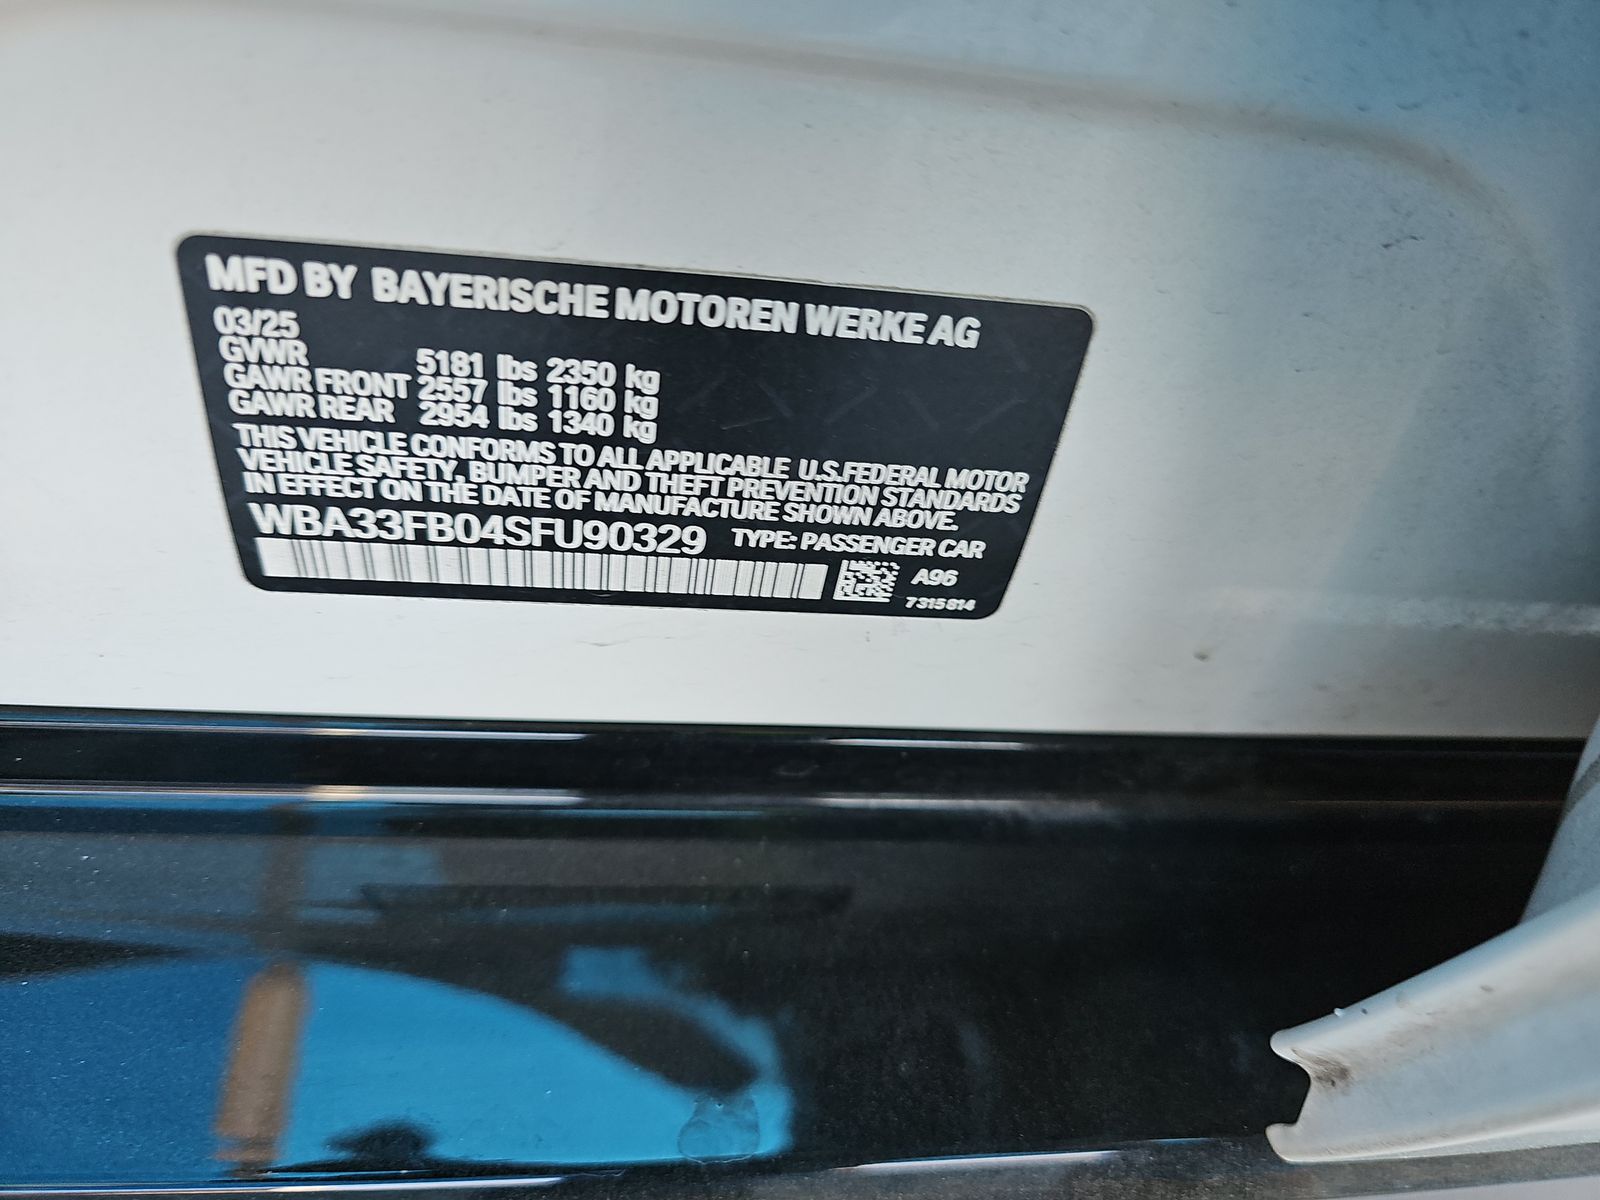 MFD BY BAYERISCHE MOTOREN WERKE AG
03/25
GVWR 5181 lbs 2350 kg
GAWR FRONT 2557 lbs 1160 kg
GAWR REAR 2954 lbs 1340 kg
THIS VEHICLE CONFORMS TO ALL APPLICABLE U.S.FEDERAL MOTOR
VEHICLE SAFETY, BUMPER AND THEFT PREVENTION STANDARDS
IN EFFECT ON THE DATE OF MANUFACTURE SHOWN ABOVE.
WBA33FB04SFU90329 TYPE: PASSENGER CAR
A96
7315814